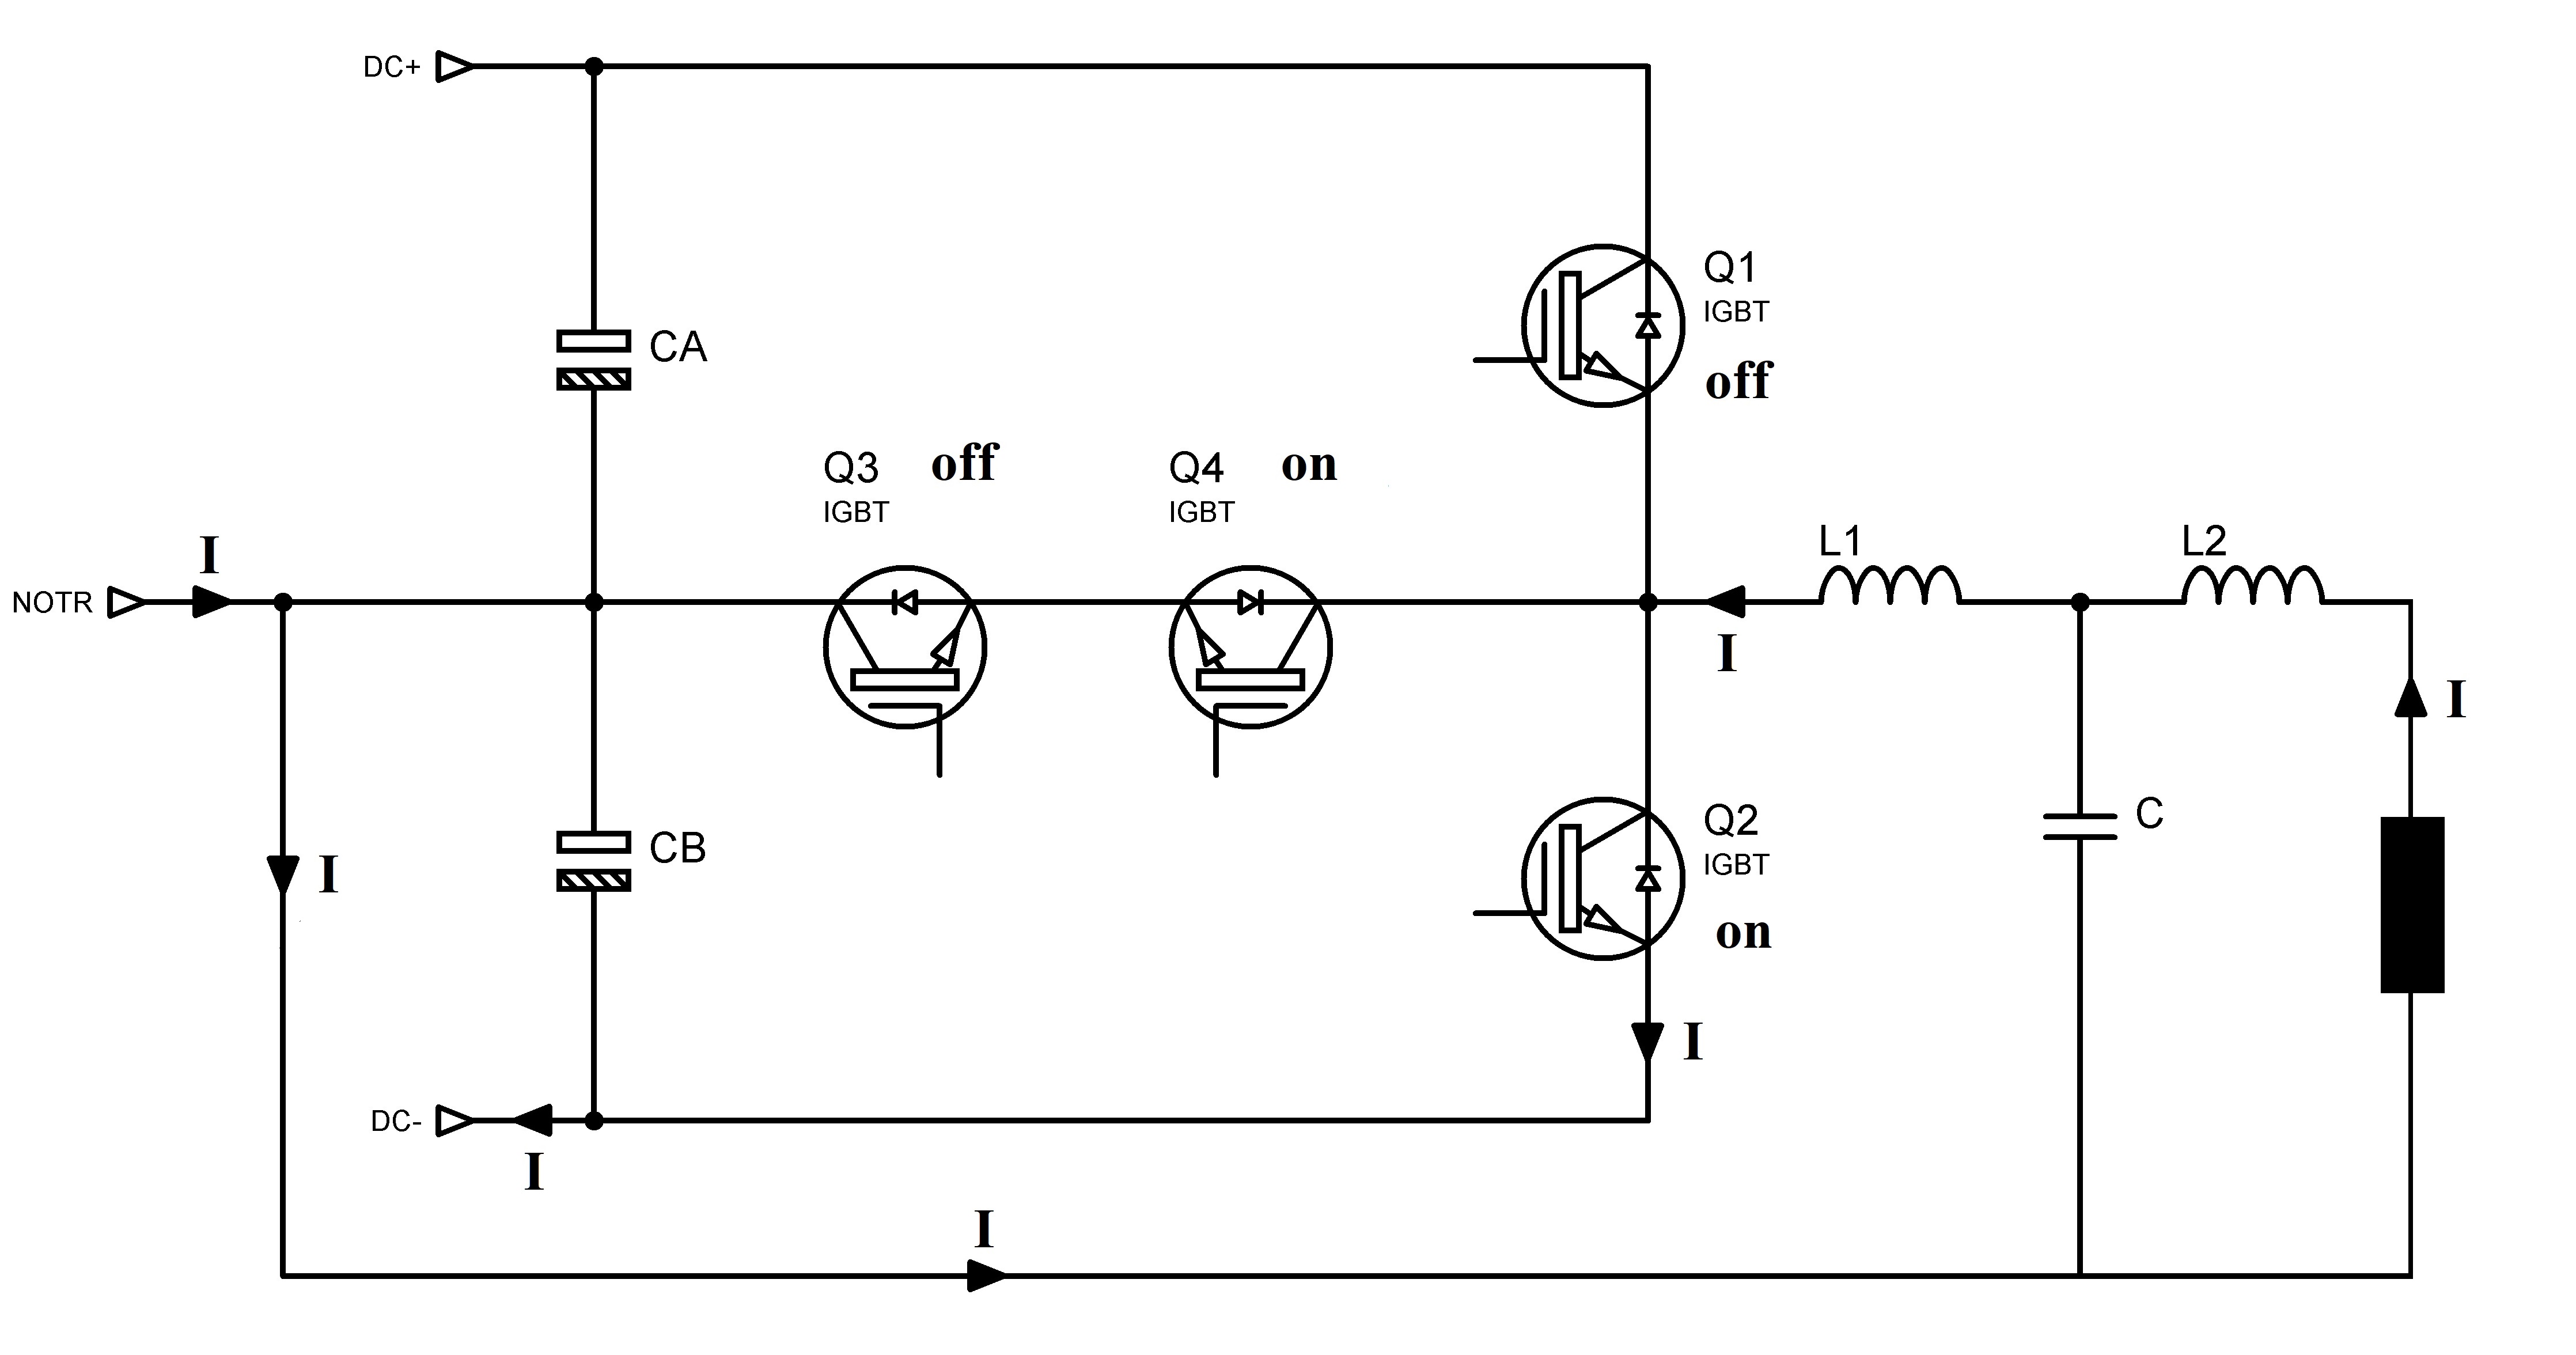 DC+
Q1
IGBT
off
CA
Q3 off
IGBT
Q4 on
IGBT
I
NOTR
L1
L2
I
I
CB
Q2
IGBT
on
C
I
I
DC-
I
I